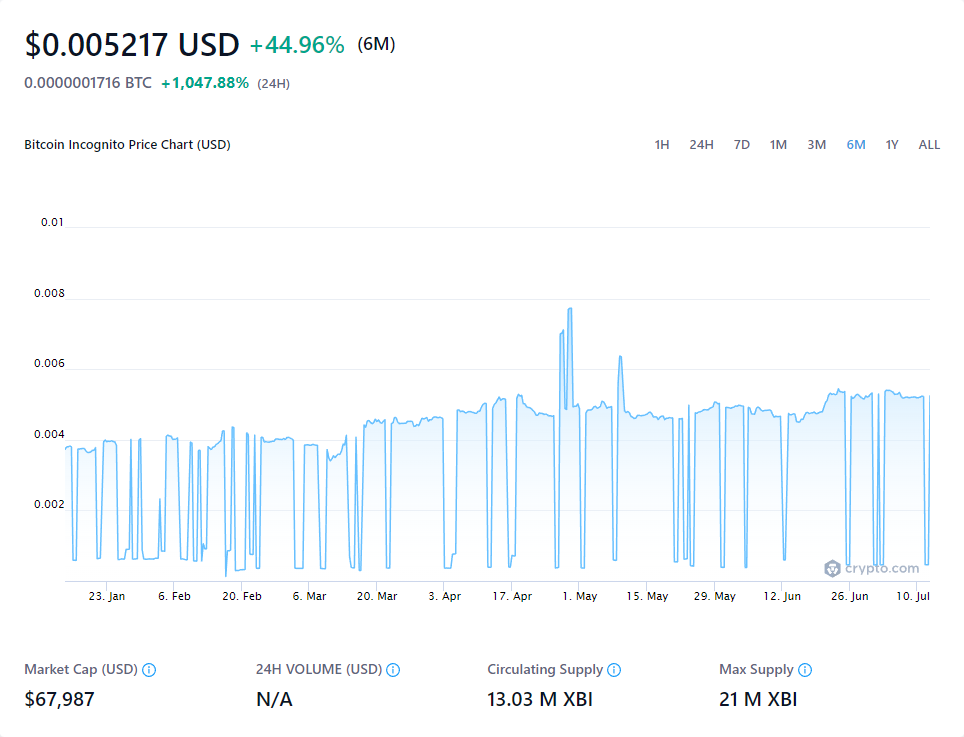 $0.005217 USD +44.96% (6M)
0.0000001716 BTC +1,047.88% (24H)
Bitcoin Incognito Price Chart (USD)
1H 24H 7D 1M 3M 6M 1Y ALL
0.01
0.008
0.006
0.004
0.002
crypto.com
23. Jan 6. Feb 20. Feb 6. Mar 20. Mar 3. Apr 17. Apr 1. May 15. May 29. May 12. Jun 26. Jun 10. Jul
Market Cap (USD) 24H VOLUME (USD) Circulating Supply Max Supply
$67,987 N/A 13.03 M XBI 21 M XBI